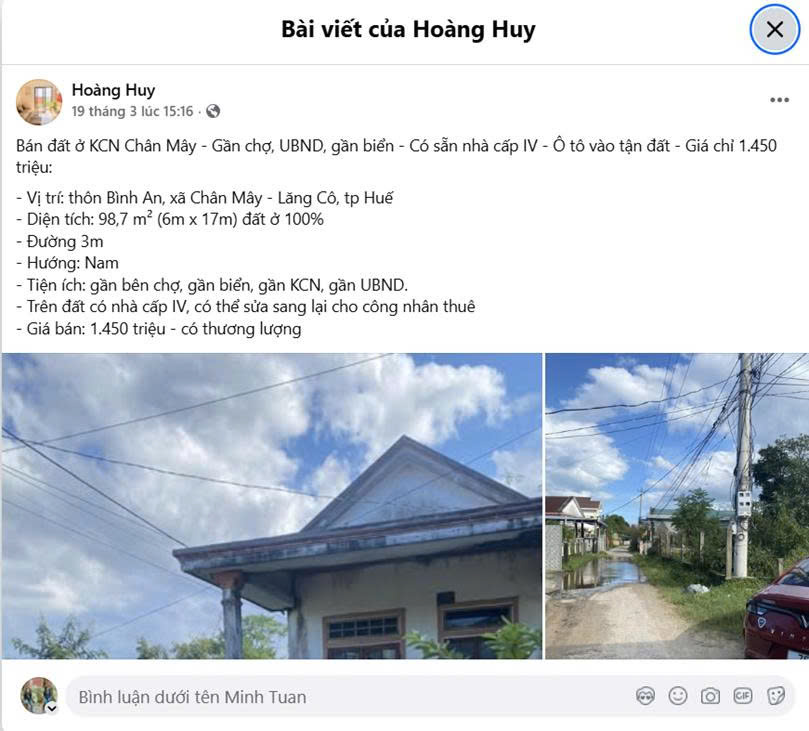 Bài viết của Hoàng Huy
Hoàng Huy
19 tháng 3 lúc 15:16 ·
Bán đất ở KCN Chân Mây - Gần chợ, UBND, gần biển - Có sẵn nhà cấp IV - Ô tô vào tận đất - Giá chỉ 1.450
triệu:
- Vị trí: thôn Bình An, xã Chân Mây - Lăng Cô, tp Huế
- Diện tích: 98,7 m² (6m x 17m) đất ở 100%
- Đường 3m
- Hướng: Nam
- Tiện ích: gần bên chợ, gần biển, gần KCN, gần UBND.
- Trên đất có nhà cấp IV, có thể sửa sang lại cho công nhân thuê
- Giá bán: 1.450 triệu - có thương lượng
Bình luận dưới tên Minh Tuan
GIF